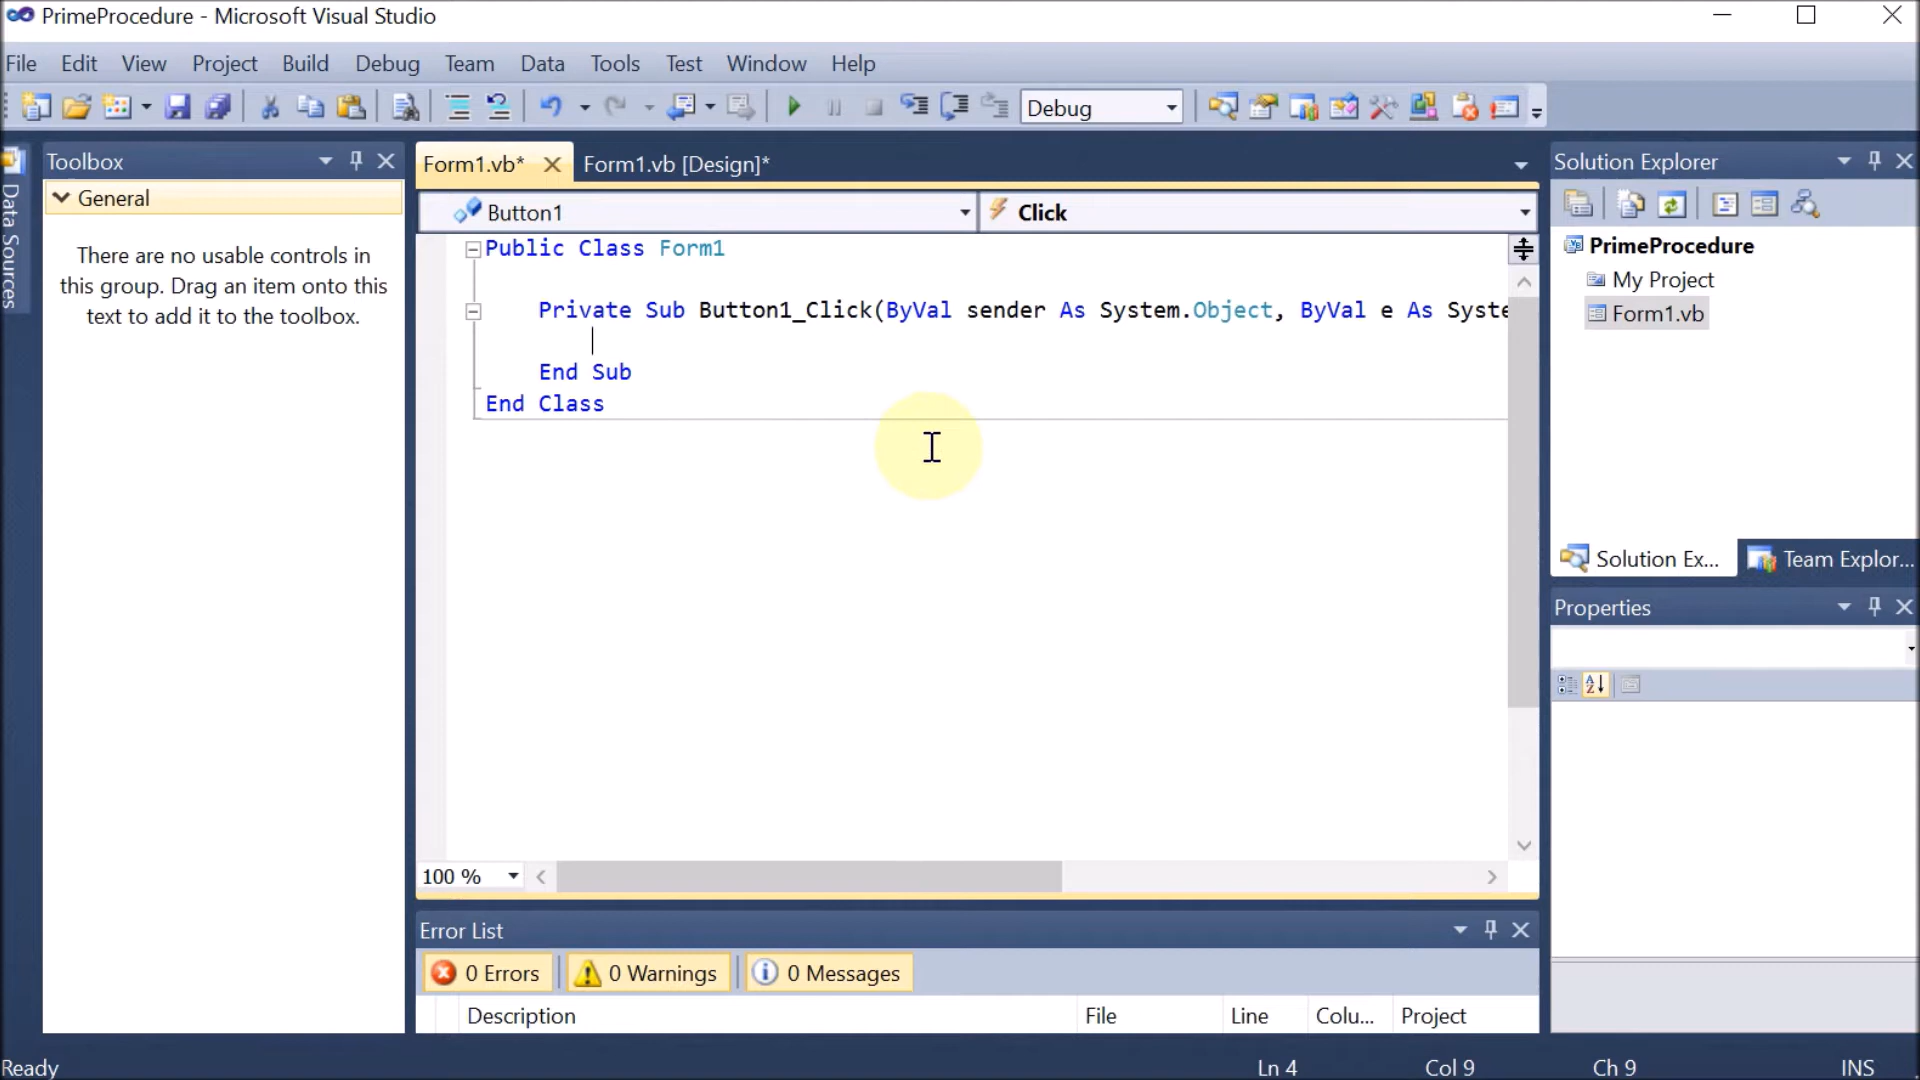 PrimeProcedure - Microsoft Visual Studio
File Edit View Project Build Debug Team Data Tools Test Window Help
Debug
Data Sources
Toolbox
General
There are no usable controls in
this group. Drag an item onto this
text to add it to the toolbox.
Form1.vb* Form1.vb [Design]*
Button1 Click
Public Class Form1
Private Sub Button1_Click(ByVal sender As System.Object, ByVal e As Syste
End Sub
End Class
100 %
Error List
0 Errors 0 Warnings 0 Messages
Description File Line Colu... Project
Solution Explorer
PrimeProcedure
My Project
Form1.vb
Solution Ex... Team Explor...
Properties
Ready Ln 4 Col 9 Ch 9 INS